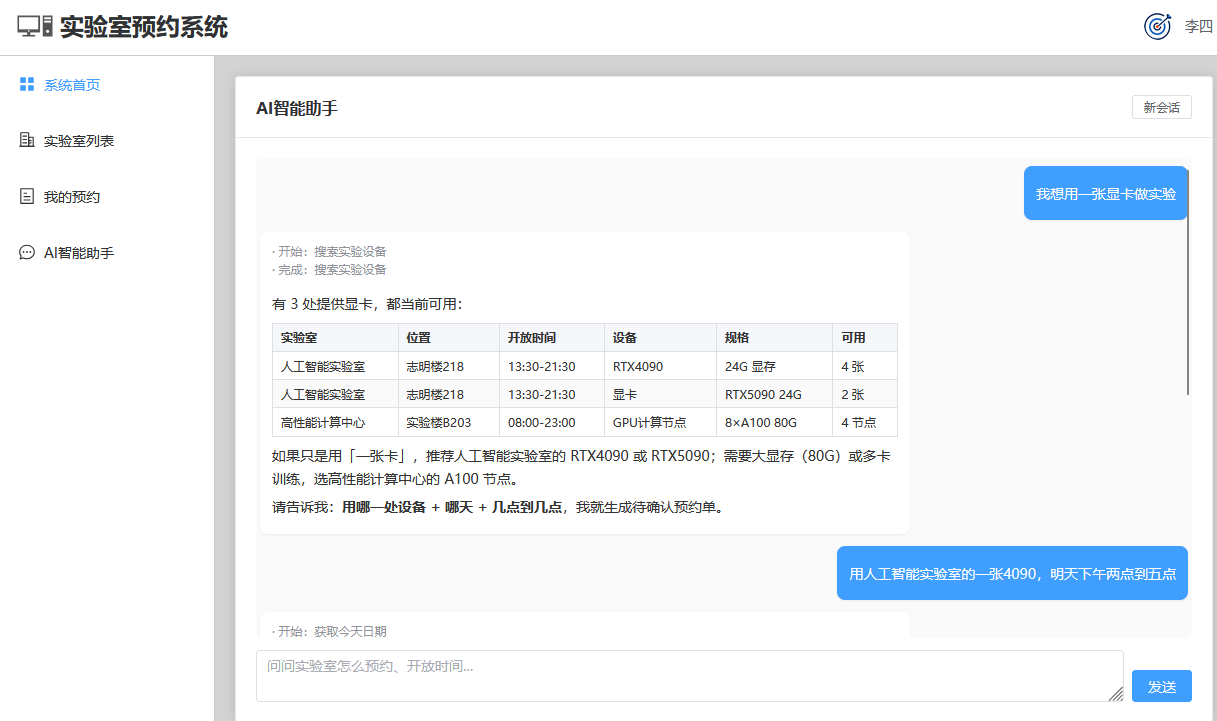 实验室预约系统
李四
系统首页
实验室列表
我的预约
AI智能助手
AI智能助手
新会话
我想用一张显卡做实验
· 开始：搜索实验设备
· 完成：搜索实验设备
有 3 处提供显卡，都当前可用：
实验室 位置 开放时间 设备 规格 可用
人工智能实验室 志明楼218 13:30-21:30 RTX4090 24G 显存 4 张
人工智能实验室 志明楼218 13:30-21:30 显卡 RTX5090 24G 2 张
高性能计算中心 实验楼B203 08:00-23:00 GPU计算节点 8×A100 80G 4 节点
如果只是用「一张卡」，推荐人工智能实验室的 RTX4090 或 RTX5090；需要大显存（80G）或多卡
训练，选高性能计算中心的 A100 节点。
请告诉我：用哪一处设备 + 哪天 + 几点到几点，我就生成待确认预约单。
用人工智能实验室的一张4090，明天下午两点到五点
· 开始：获取今天日期
问问实验室怎么预约、开放时间...
发送